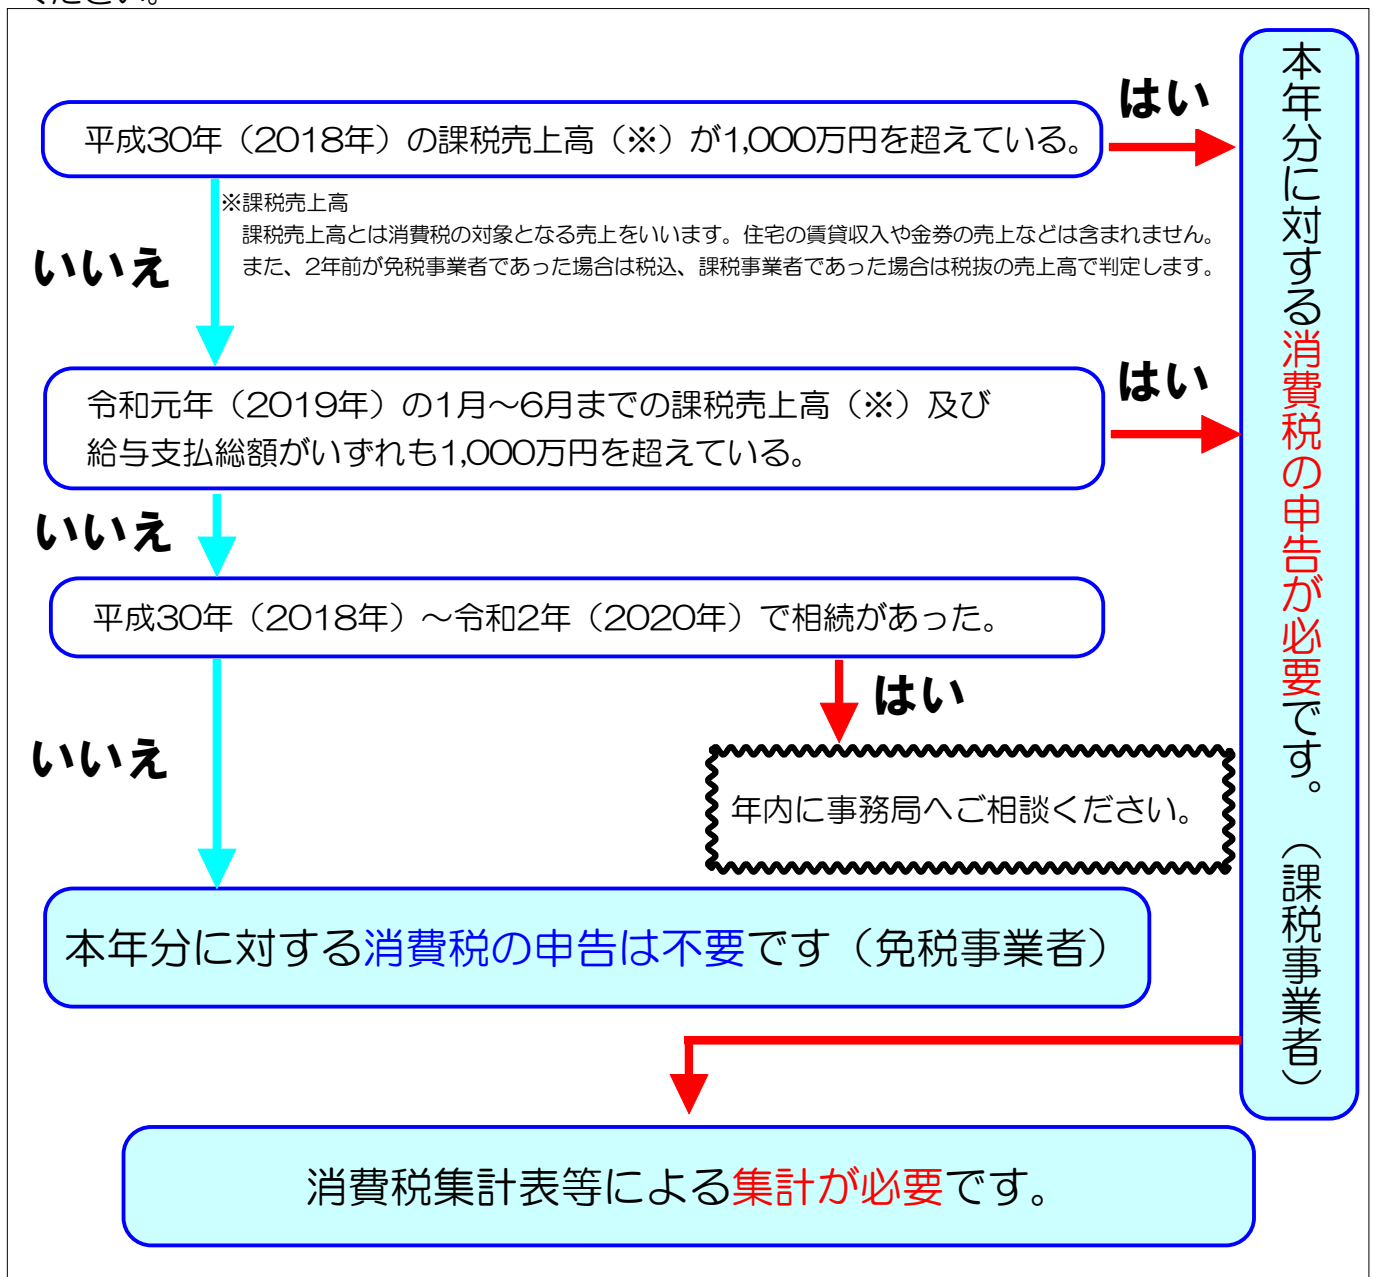 ください。
平成30年（2018年）の課税売上高（※）が1,000万円を超えている。
はい
※課税売上高
課税売上高とは消費税の対象となる売上をいいます。住宅の賃貸収入や金券の売上などは含まれません。
また、2年前が免税事業者であった場合は税込、課税事業者であった場合は税抜の売上高で判定します。
いいえ
令和元年（2019年）の1月～6月までの課税売上高（※）及び
給与支払総額がいずれも1,000万円を超えている。
はい
いいえ
平成30年（2018年）～令和2年（2020年）で相続があった。
はい
いいえ
年内に事務局へご相談ください。
本年分に対する消費税の申告は不要です（免税事業者）
本年分に対する消費税の申告が必要です。（課税事業者）
消費税集計表等による集計が必要です。